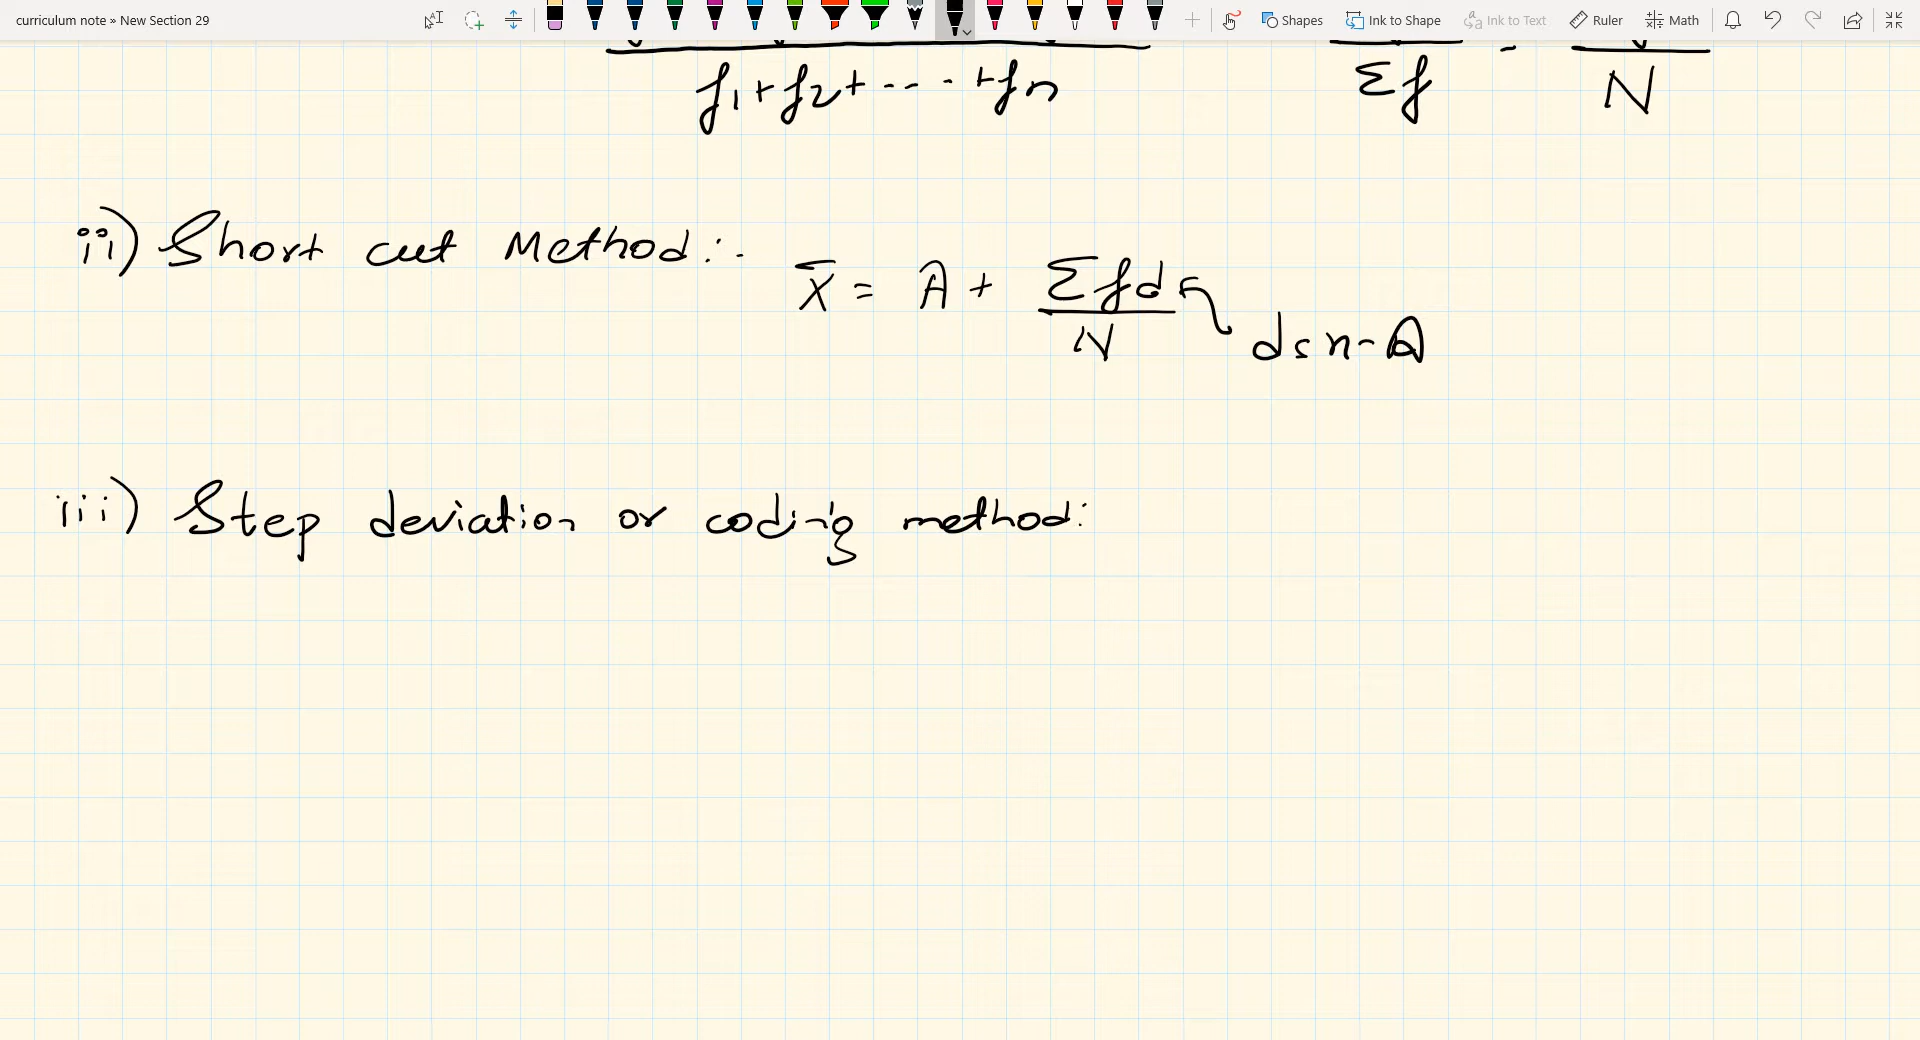 curriculum note » New Section 29
Shapes Ink to Shape Ink to Text Ruler Math
f1+f2+----+fn Σf = N
ii) Short cut Method:-
X̄ = A + Σfd / N
d = x - A
iii) Step deviation or coding method: